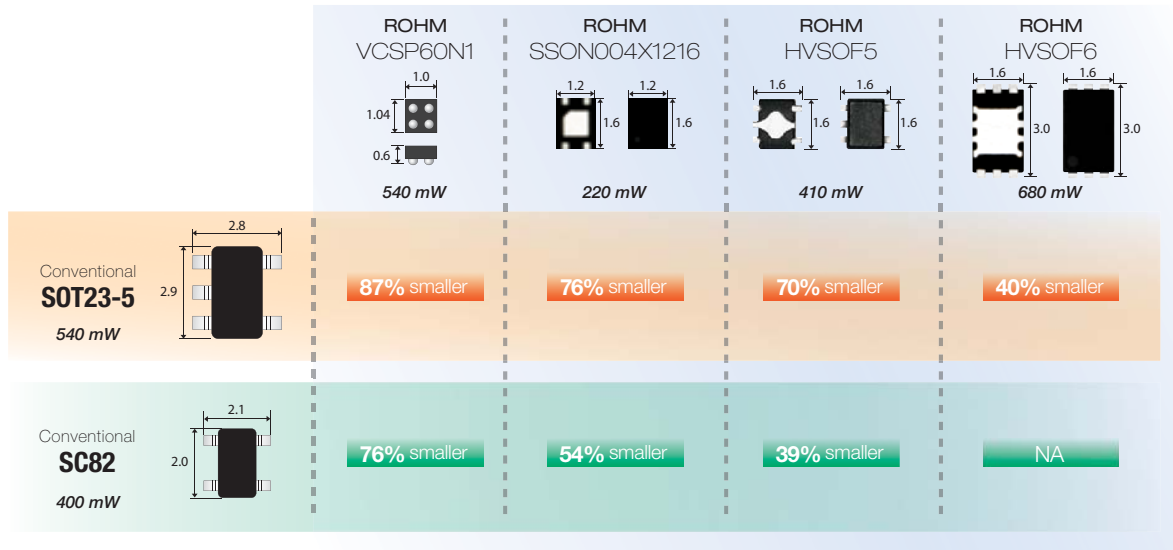 ROHM
VCSP60N1
1.0
1.04
0.6
540 mW
ROHM
SSON004X1216
1.2
1.6
1.2
1.6
220 mW
ROHM
HVSOF5
1.6
1.6
1.6
1.6
410 mW
ROHM
HVSOF6
1.6
3.0
1.6
3.0
680 mW
Conventional
SOT23-5
540 mW
2.8
2.9
87% smaller
76% smaller
70% smaller
40% smaller
Conventional
SC82
400 mW
2.1
2.0
76% smaller
54% smaller
39% smaller
NA